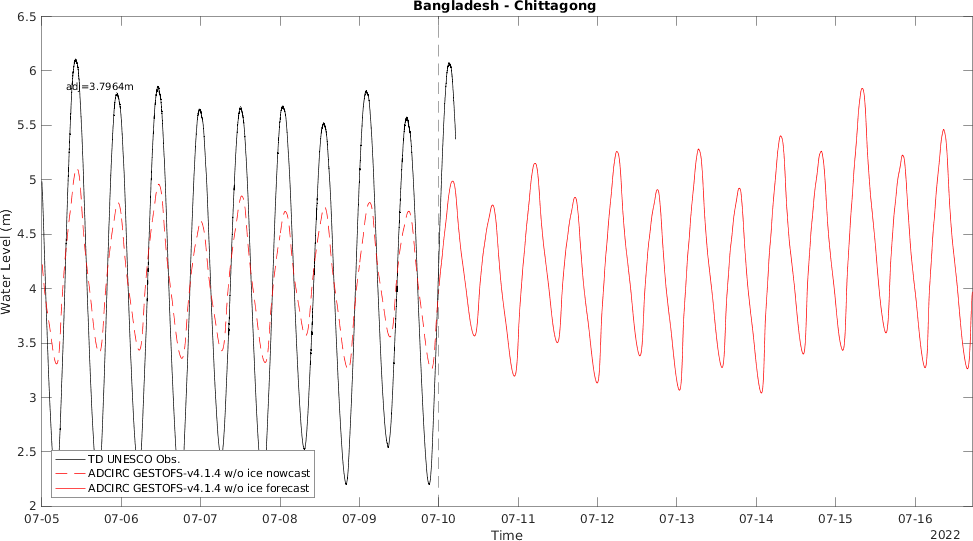 Bangladesh - Chittagong
6.5
6
5.5
5
4.5
4
3.5
3
2.5
2
Water Level (m)
adj=3.7964m
TD UNESCO Obs.
ADCIRC GESTOFS-v4.1.4 w/o ice nowcast
ADCIRC GESTOFS-v4.1.4 w/o ice forecast
07-05 07-06 07-07 07-08 07-09 07-10 07-11 07-12 07-13 07-14 07-15 07-16
Time
2022